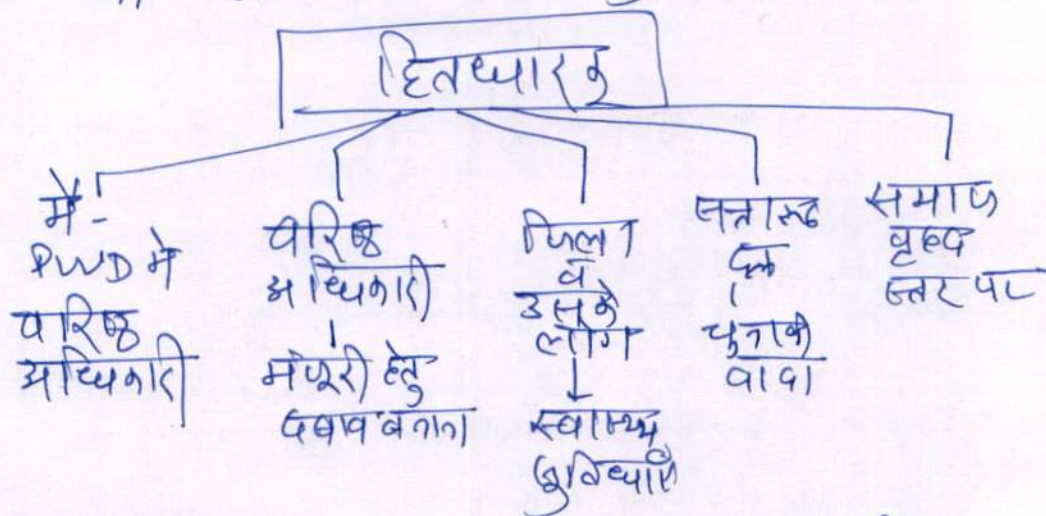 हितधारक
मैं -
PWD में
वरिष्ठ
अधिकारी
वरिष्ठ
अधिकारी
मंजूरी हेतु
दबाव बनाना
जिला
व
उसके
लोग
स्वास्थ्य
सुविधाएँ
सत्तारूढ
दल
चुनावी
वादा
समाज
वृहद
स्तर पर